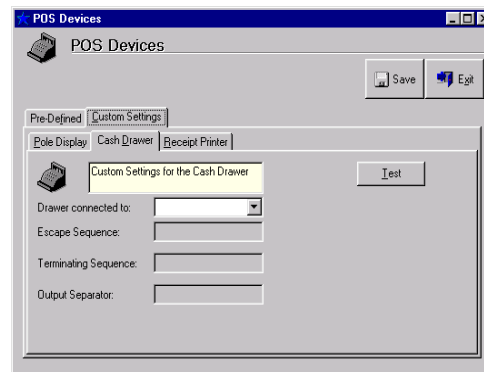 POS Devices
POS Devices
Save
Exit
Pre-Defined
Custom Settings
Pole Display
Cash Drawer
Receipt Printer
Custom Settings for the Cash Drawer
Test
Drawer connected to:
Escape Sequence:
Terminating Sequence:
Output Separator: